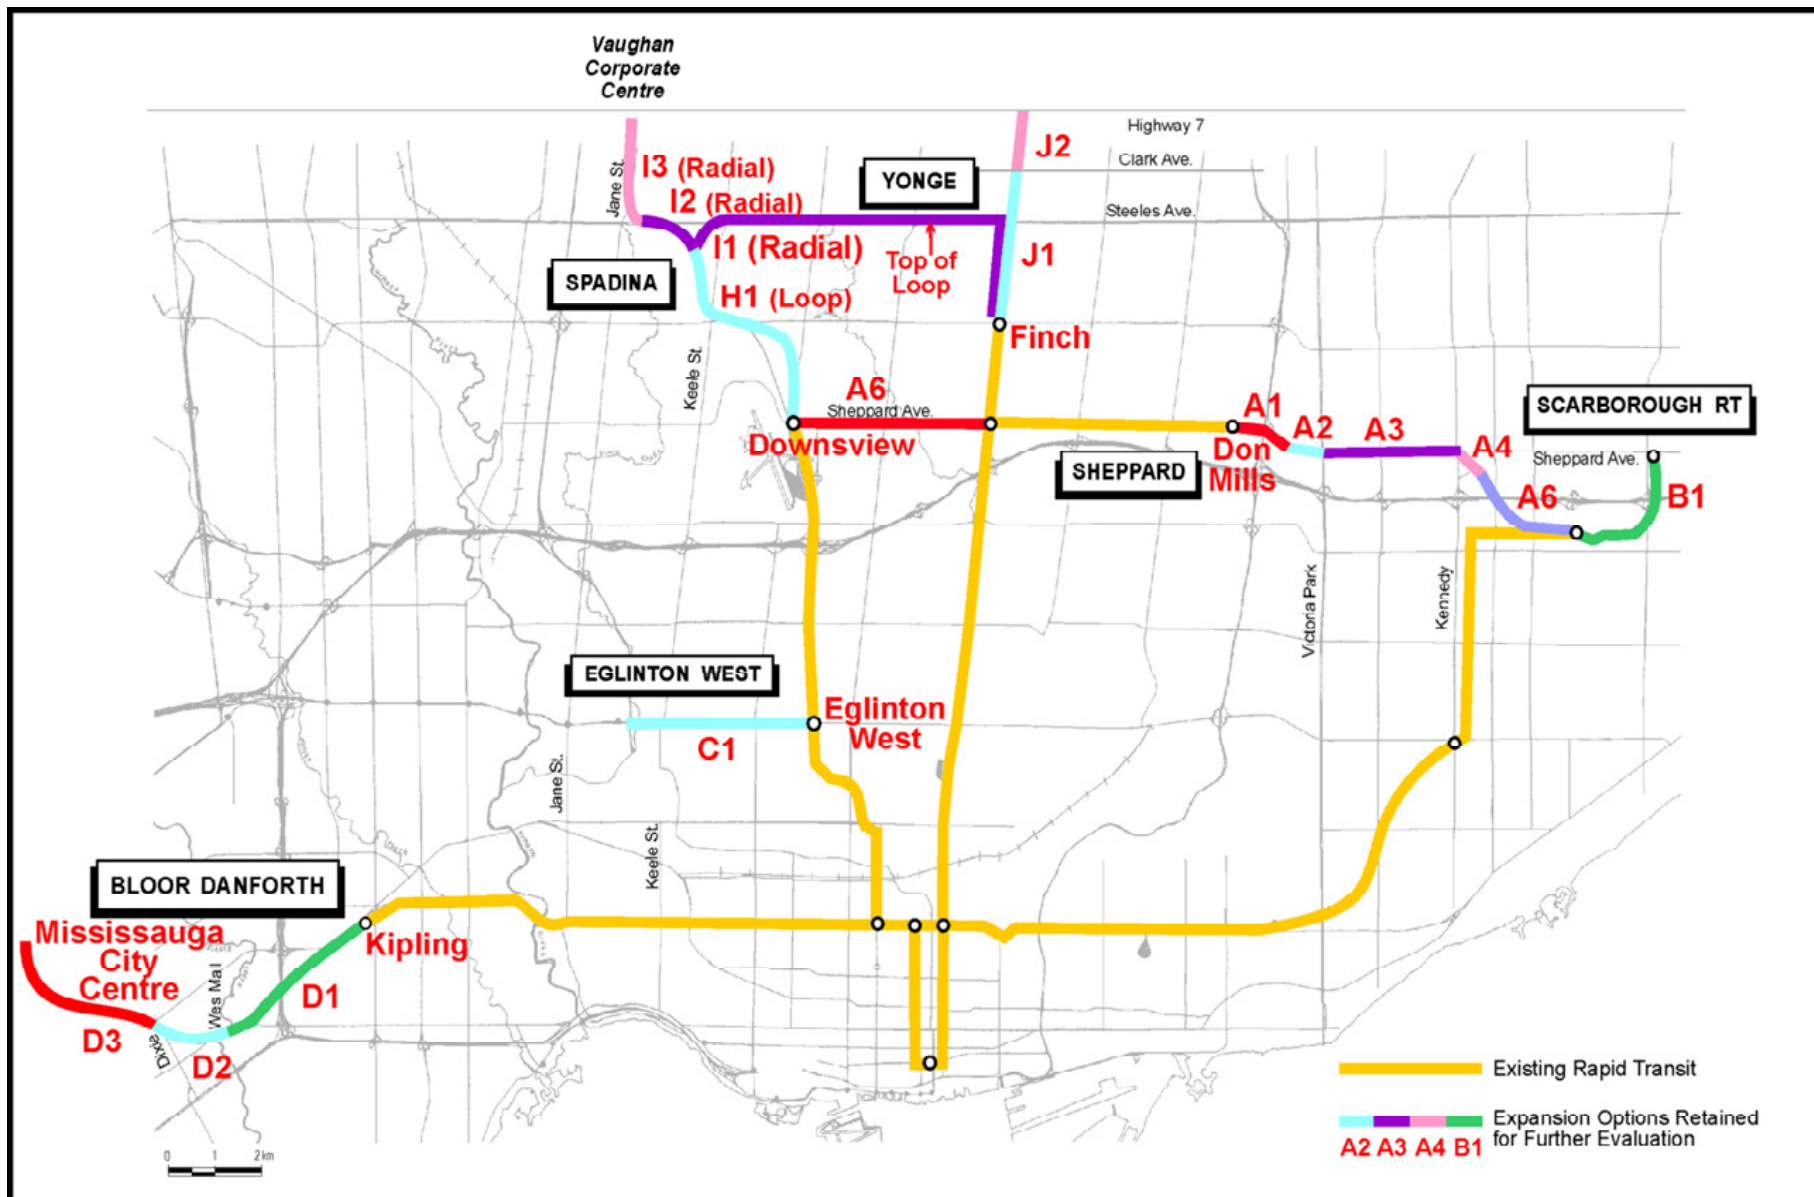 Vaughan
Corporate
Centre
Highway 7
J2
Clark Ave.
Jane St.
I3 (Radial)
YONGE
I2 (Radial)
Steeles Ave.
I1 (Radial)
Top of
Loop
J1
SPADINA
H1 (Loop)
Finch
Keele St.
A6
Sheppard Ave.
Downsview
A1
A2
A3
A4
SCARBOROUGH RT
Don
Mills
SHEPPARD
Sheppard Ave.
A6
B1
Victoria Park
Kennedy
EGLINTON WEST
Eglinton
West
C1
Jane St.
Keele St.
BLOOR DANFORTH
Mississauga
City
Centre
Kipling
Wes Mal
D1
D3
Dixie
D2
Existing Rapid Transit
Expansion Options Retained
for Further Evaluation
A2 A3 A4 B1
0 1 2 km